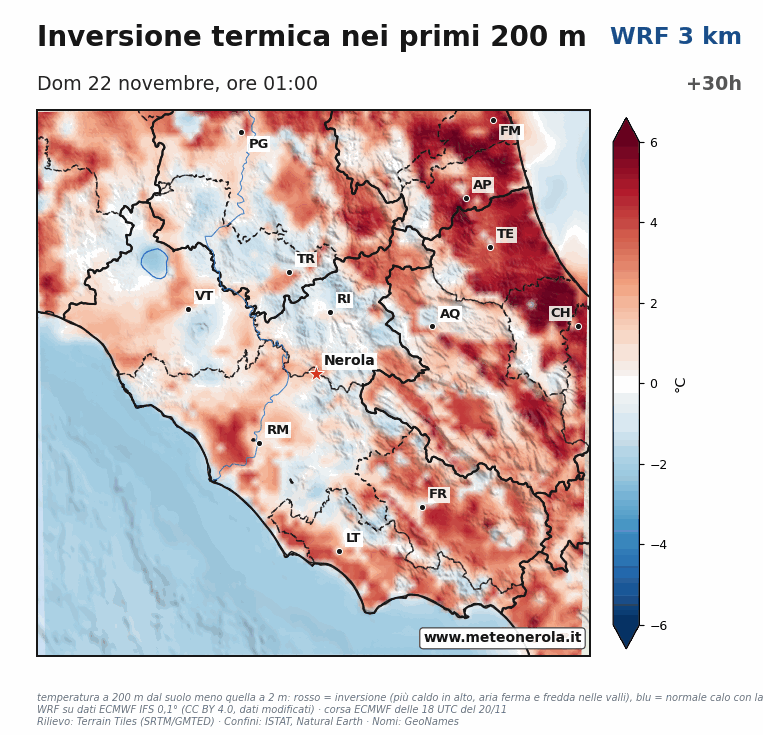 Inversione termica nei primi 200 m WRF 3 km
Dom 22 novembre, ore 01:00 +30h
FM
PG
AP
TE
TR
VT
RI
AQ
CH
Nerola
RM
FR
LT
www.meteonerola.it
6
4
2
0
−2
−4
−6
°C
temperatura a 200 m dal suolo meno quella a 2 m: rosso = inversione (più caldo in alto, aria ferma e fredda nelle valli), blu = normale calo con la
WRF su dati ECMWF IFS 0,1° (CC BY 4.0, dati modificati) · corsa ECMWF delle 18 UTC del 20/11
Rilievo: Terrain Tiles (SRTM/GMTED) · Confini: ISTAT, Natural Earth · Nomi: GeoNames